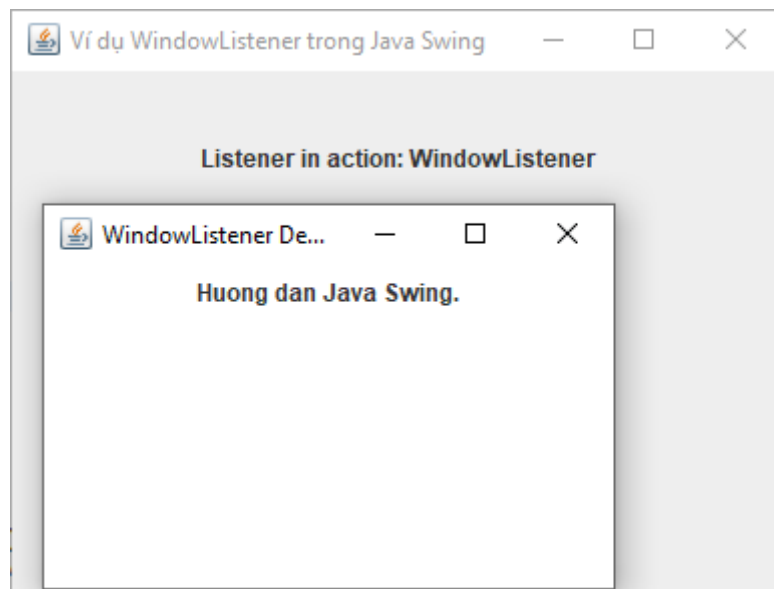 Ví dụ WindowListener trong Java Swing
Listener in action: WindowListener
WindowListener De...
Huong dan Java Swing.